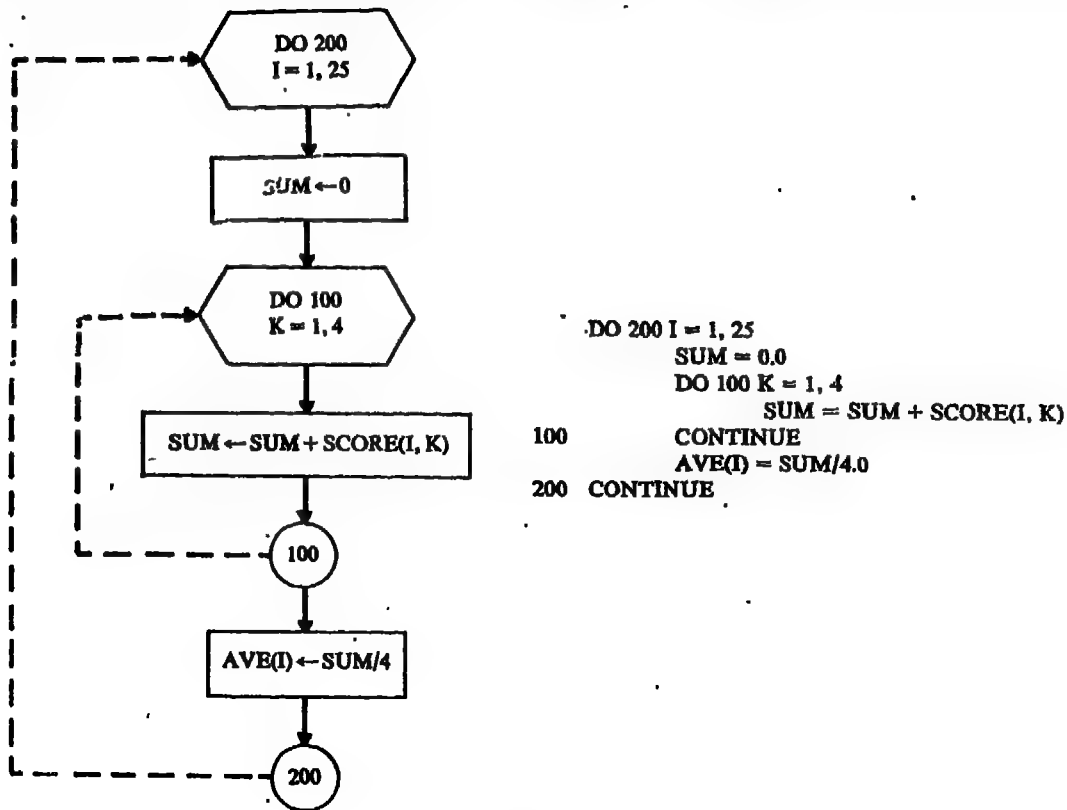 DO 200
I = 1, 25
SUM ← 0
DO 100
K = 1, 4
SUM ← SUM + SCORE(I, K)
100
AVE(I) ← SUM/4
200
DO 200 I = 1, 25
SUM = 0.0
DO 100 K = 1, 4
SUM = SUM + SCORE(I, K)
100 CONTINUE
AVE(I) = SUM/4.0
200 CONTINUE